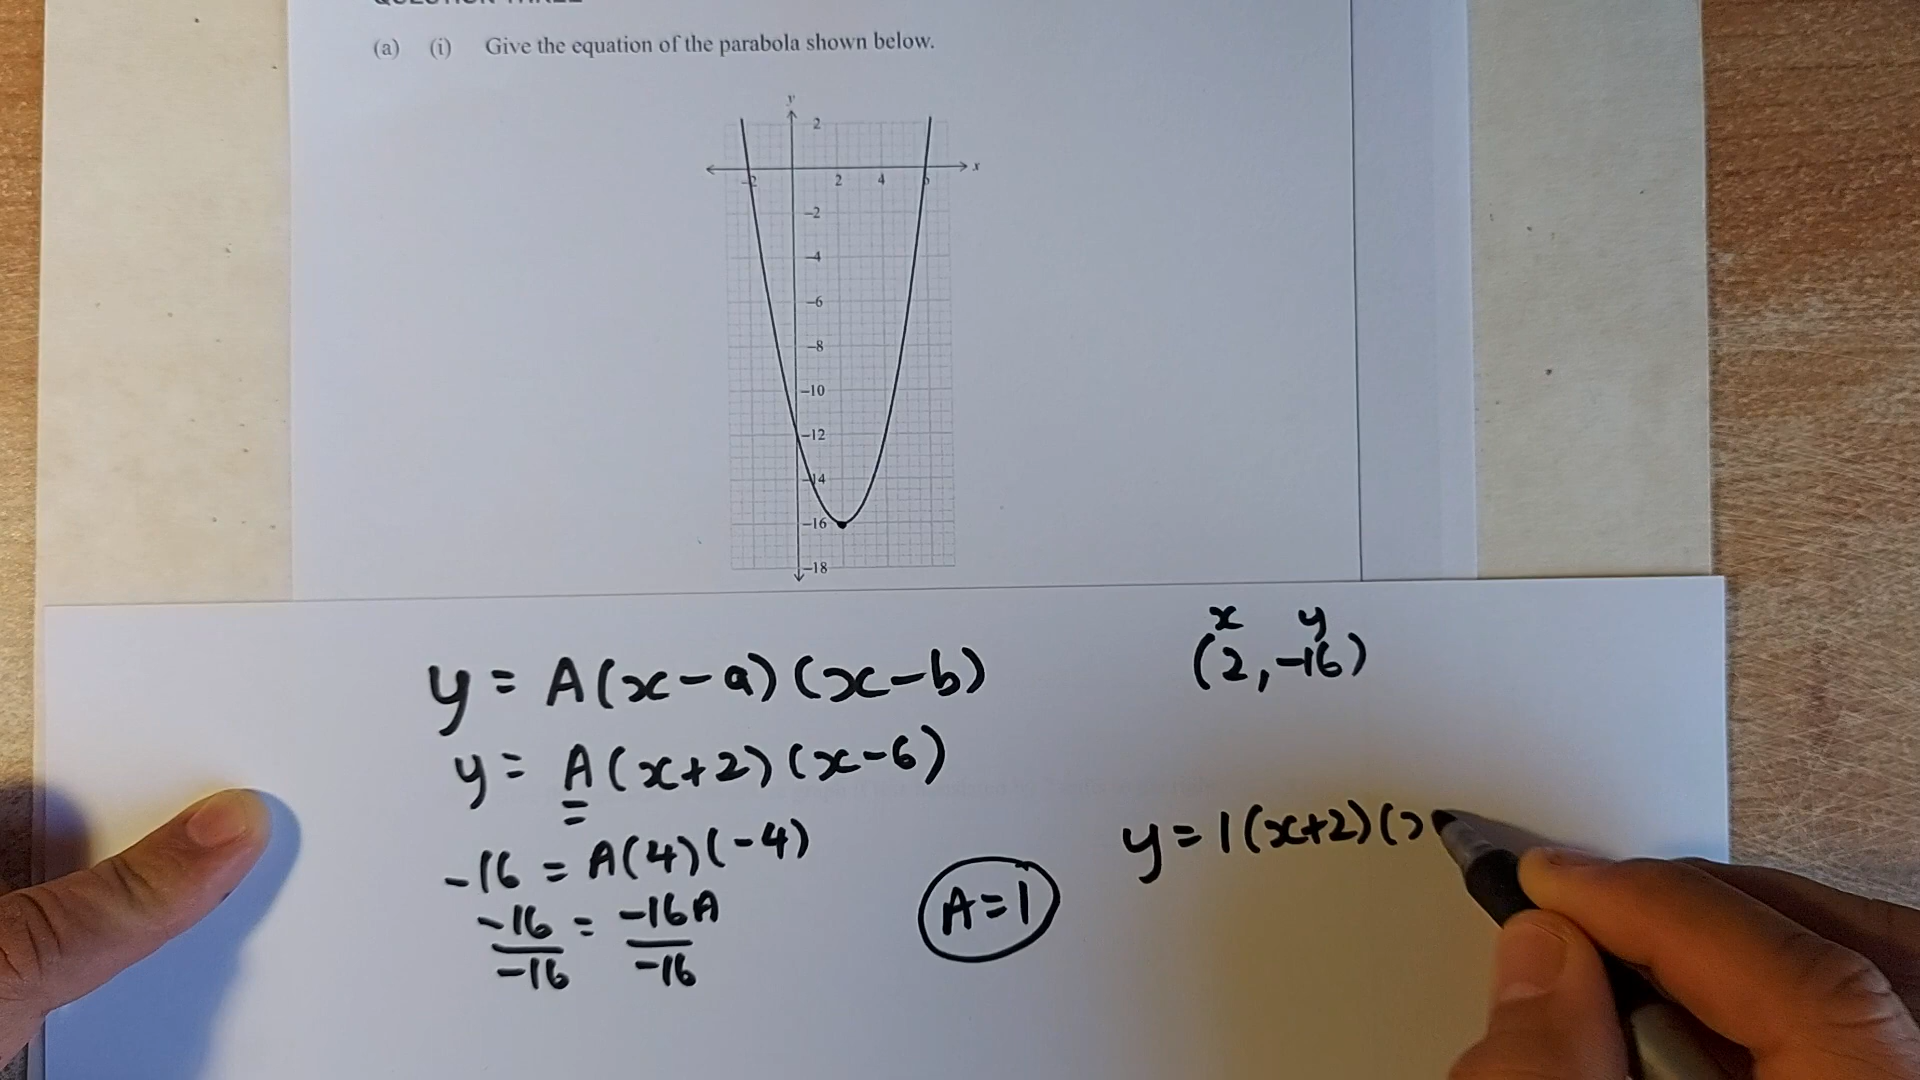 (a) (i) Give the equation of the parabola shown below.
y
2
x
-2 2 4 6
-2
-4
-6
-8
-10
-12
-14
-16
-18
x y
(2, -16)
y = A(x-a)(x-b)
y = A(x+2)(x-6)
-16 = A(4)(-4)
-16/-16 = -16A/-16
A=1
y=1(x+2)(